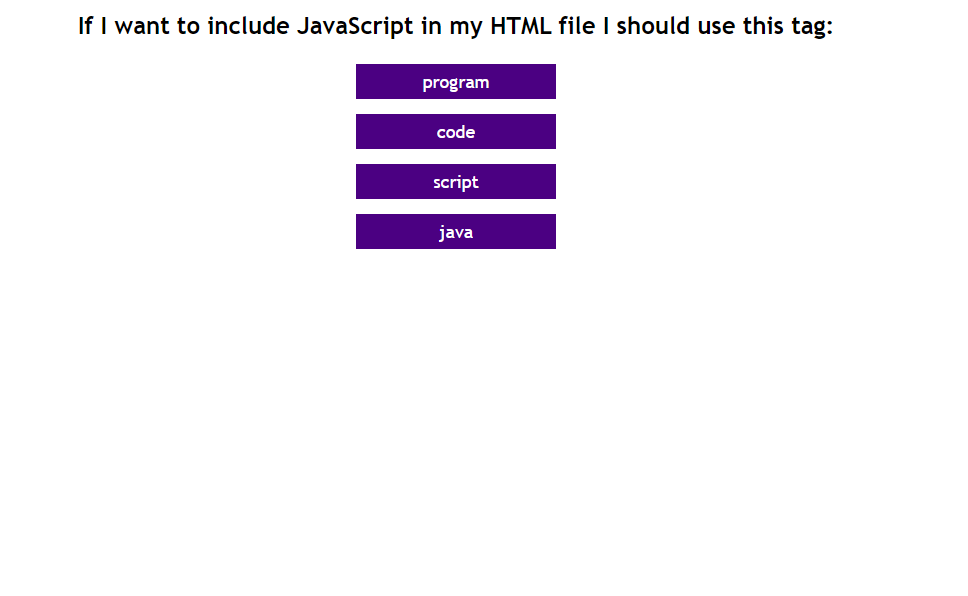 If I want to include JavaScript in my HTML file I should use this tag:
program
code
script
java